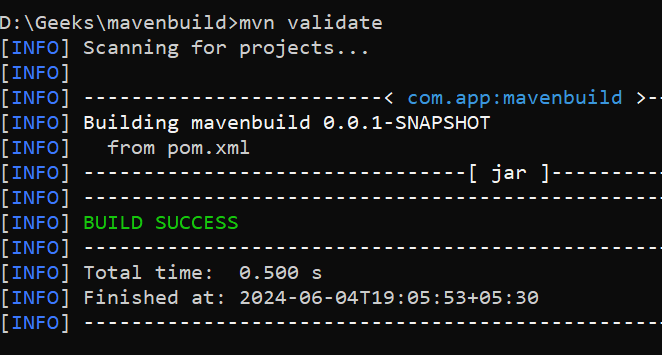 D:\Geeks\mavenbuild>mvn validate
[INFO] Scanning for projects...
[INFO]
[INFO] -------------------------< com.app:mavenbuild >--
[INFO] Building mavenbuild 0.0.1-SNAPSHOT
[INFO]   from pom.xml
[INFO] --------------------------------[ jar ]---------
[INFO] ------------------------------------------------
[INFO] BUILD SUCCESS
[INFO] ------------------------------------------------
[INFO] Total time:  0.500 s
[INFO] Finished at: 2024-06-04T19:05:53+05:30
[INFO] ------------------------------------------------